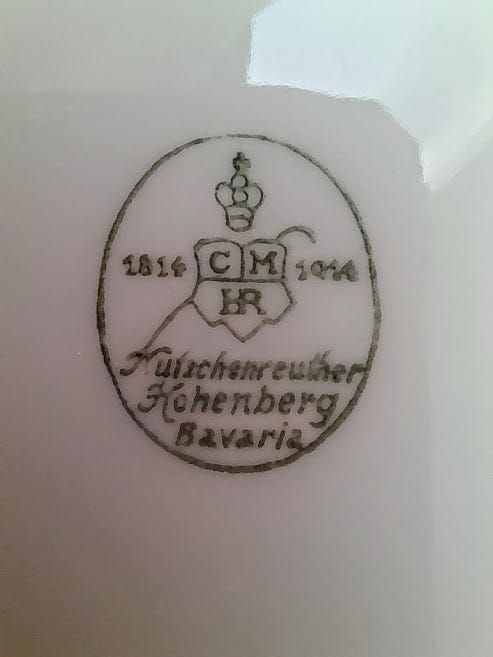 1814 C M 1914
HR
Hutschenreuther
Hohenberg
Bavaria